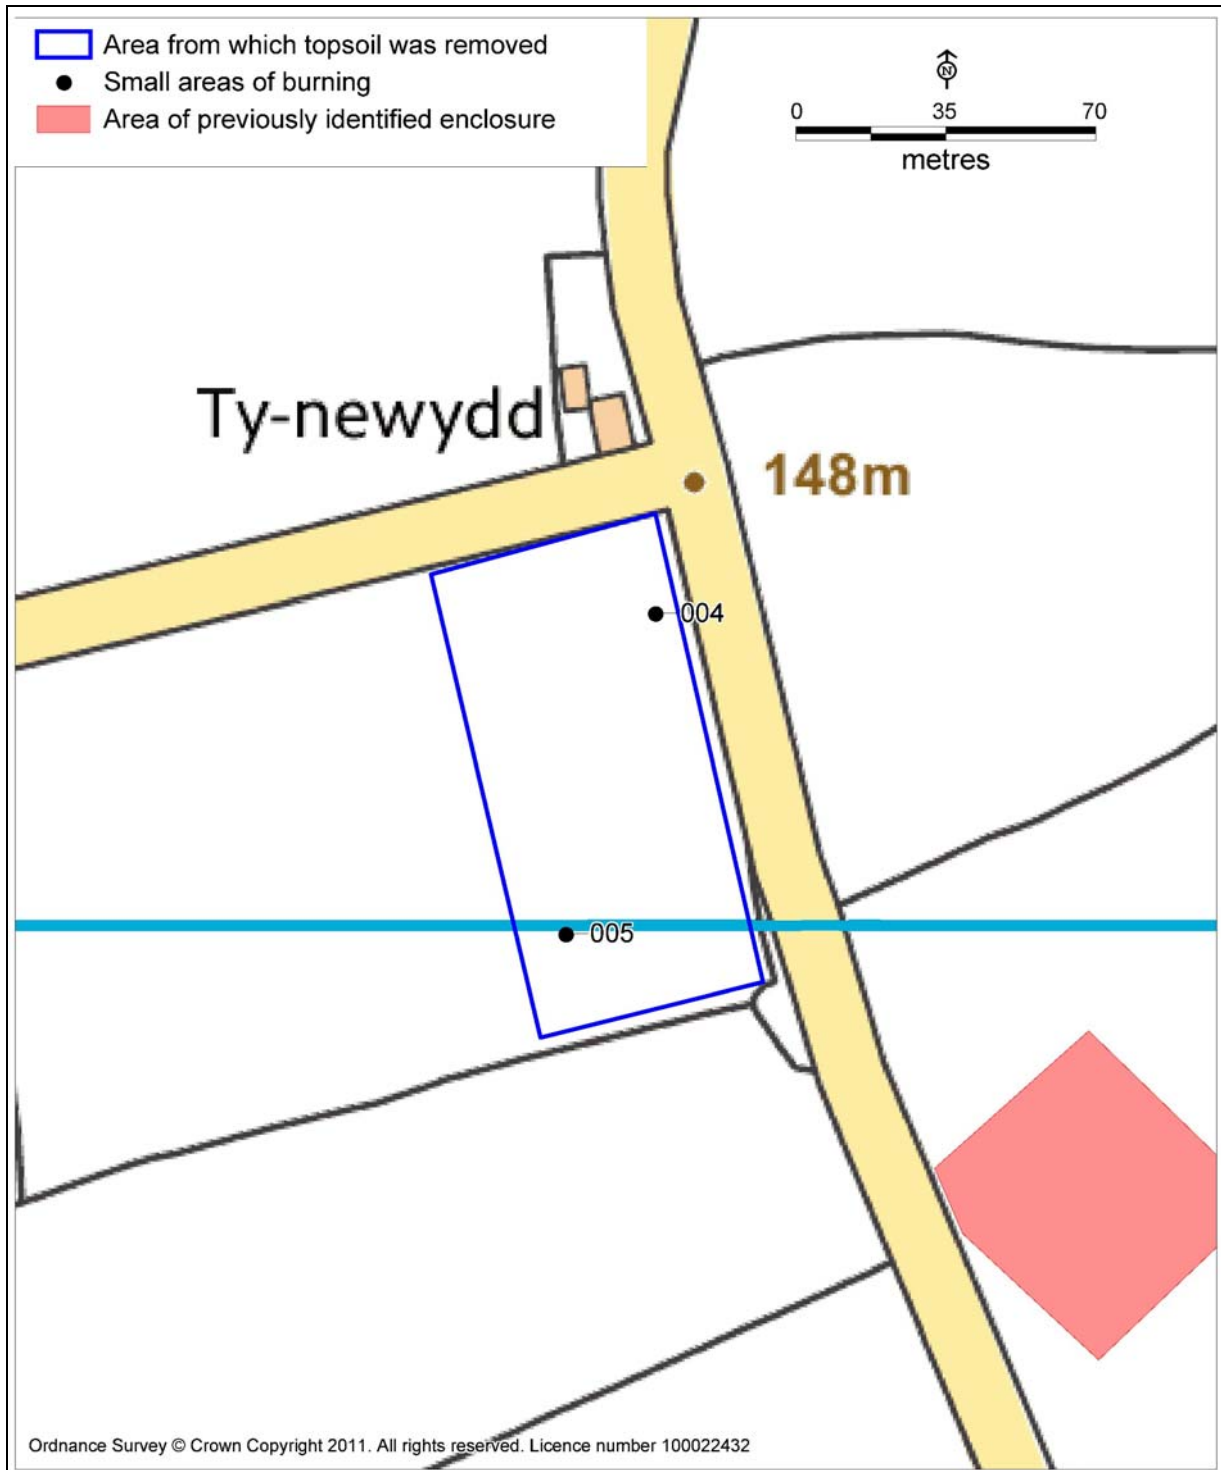 Area from which topsoil was removed
Small areas of burning
Area of previously identified enclosure
N
0 35 70
metres
Ty-newydd
148m
004
005
Ordnance Survey © Crown Copyright 2011. All rights reserved. Licence number 100022432